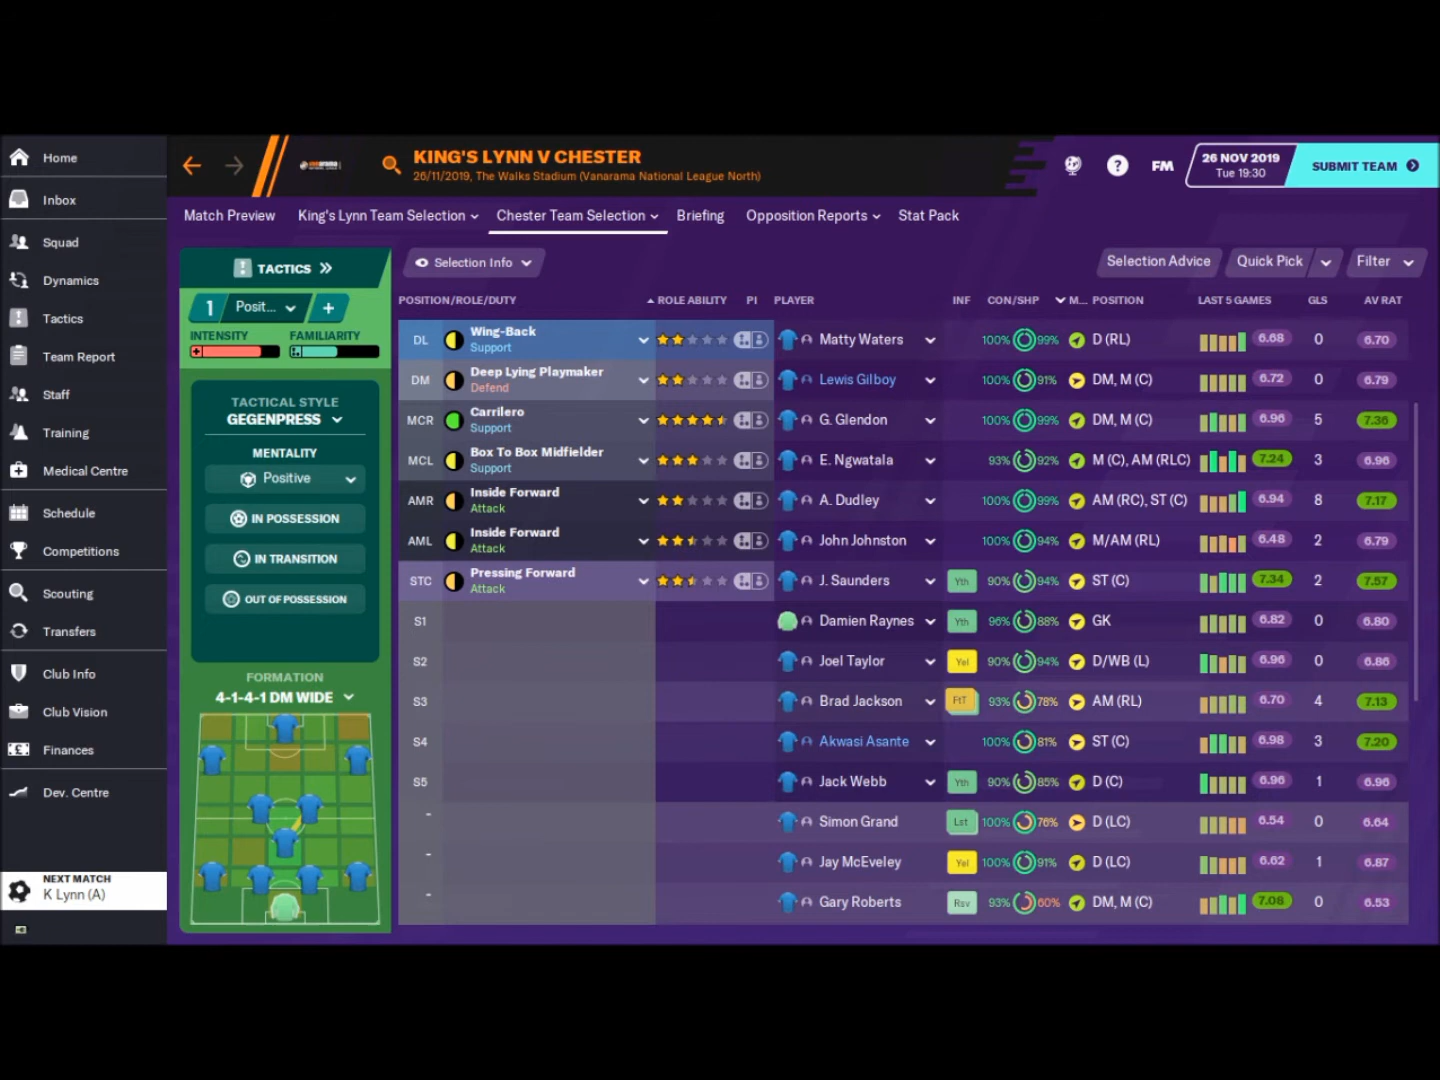 Home
Inbox
Squad
Dynamics
Tactics
Team Report
Staff
Training
Medical Centre
Schedule
Competitions
Scouting
Transfers
Club Info
Club Vision
Finances
Dev. Centre
NEXT MATCH
K Lynn (A)
KING'S LYNN V CHESTER
26/11/2019, The Walks Stadium (Vanarama National League North)
?
FM
26 NOV 2019
Tue 19:30
SUBMIT TEAM
Match Preview King's Lynn Team Selection Chester Team Selection Briefing Opposition Reports Stat Pack
TACTICS
1 Posit... +
INTENSITY FAMILIARITY
TACTICAL STYLE
GEGENPRESS
MENTALITY
Positive
IN POSSESSION
IN TRANSITION
OUT OF POSSESSION
FORMATION
4-1-4-1 DM WIDE
Selection Info Selection Advice Quick Pick Filter
POSITION/ROLE/DUTY ROLE ABILITY PI PLAYER INF CON/SHP M... POSITION LAST 5 GAMES GLS AV RAT
DL Wing-Back Support Matty Waters 100% 99% D (RL) 6.68 0 6.70
DM Deep Lying Playmaker Defend Lewis Gilboy 100% 91% DM, M (C) 6.72 0 6.79
MCR Carrilero Support G. Glendon 100% 99% DM, M (C) 6.96 5 7.36
MCL Box To Box Midfielder Support E. Ngwatala 93% 92% M (C), AM (RLC) 7.24 3 6.96
AMR Inside Forward Attack A. Dudley 100% 99% AM (RC), ST (C) 6.94 8 7.17
AML Inside Forward Attack John Johnston 100% 94% M/AM (RL) 6.48 2 6.79
STC Pressing Forward Attack J. Saunders Yth 90% 94% ST (C) 7.34 2 7.57
S1 Damien Raynes Yth 96% 88% GK 6.82 0 6.80
S2 Joel Taylor Yel 90% 94% D/WB (L) 6.96 0 6.86
S3 Brad Jackson FtT 93% 78% AM (RL) 6.70 4 7.13
S4 Akwasi Asante 100% 81% ST (C) 6.98 3 7.20
S5 Jack Webb Yth 90% 85% D (C) 6.96 1 6.96
- Simon Grand Lst 100% 76% D (LC) 6.54 0 6.64
- Jay McEveley Yel 100% 91% D (LC) 6.62 1 6.87
- Gary Roberts Rsv 93% 60% DM, M (C) 7.08 0 6.53